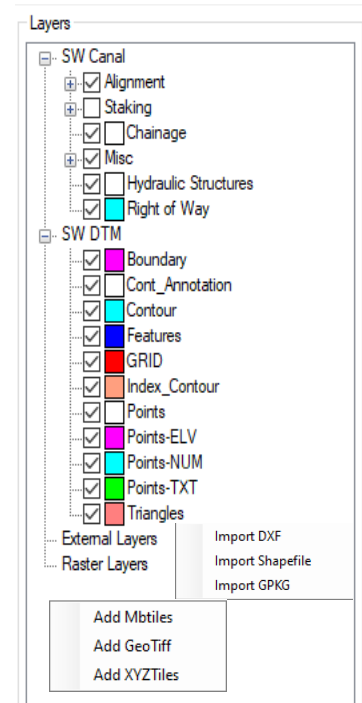 Layers
SW Canal
Alignment
Staking
Chainage
Misc
Hydraulic Structures
Right of Way
SW DTM
Boundary
Cont_Annotation
Contour
Features
GRID
Index_Contour
Points
Points-ELV
Points-NUM
Points-TXT
Triangles
External Layers
Import DXF
Import Shapefile
Import GPKG
Raster Layers
Add Mbtiles
Add GeoTiff
Add XYZTiles